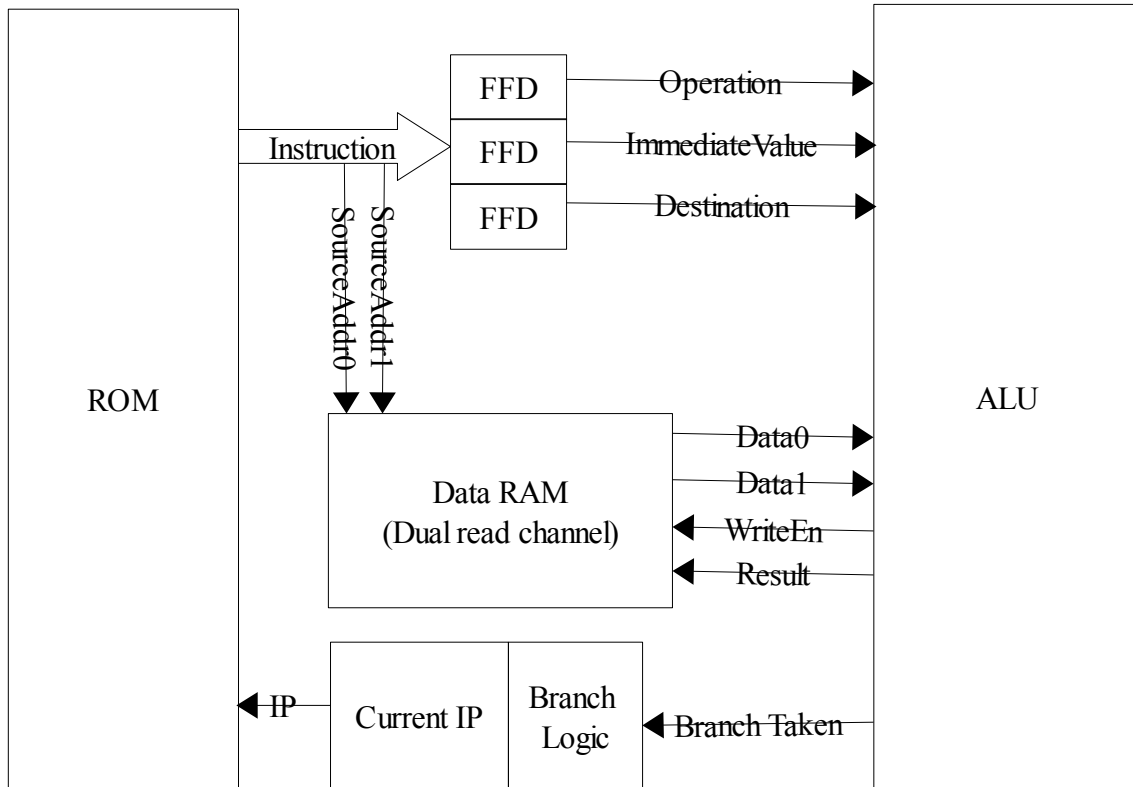 FFD
Operation
Instruction
FFD
ImmediateValue
FFD
Destination
SourceAddr0
SourceAddr1
ROM
ALU
Data RAM
(Dual read channel)
Data0
Data1
WriteEn
Result
IP
Current IP
Branch
Logic
Branch Taken